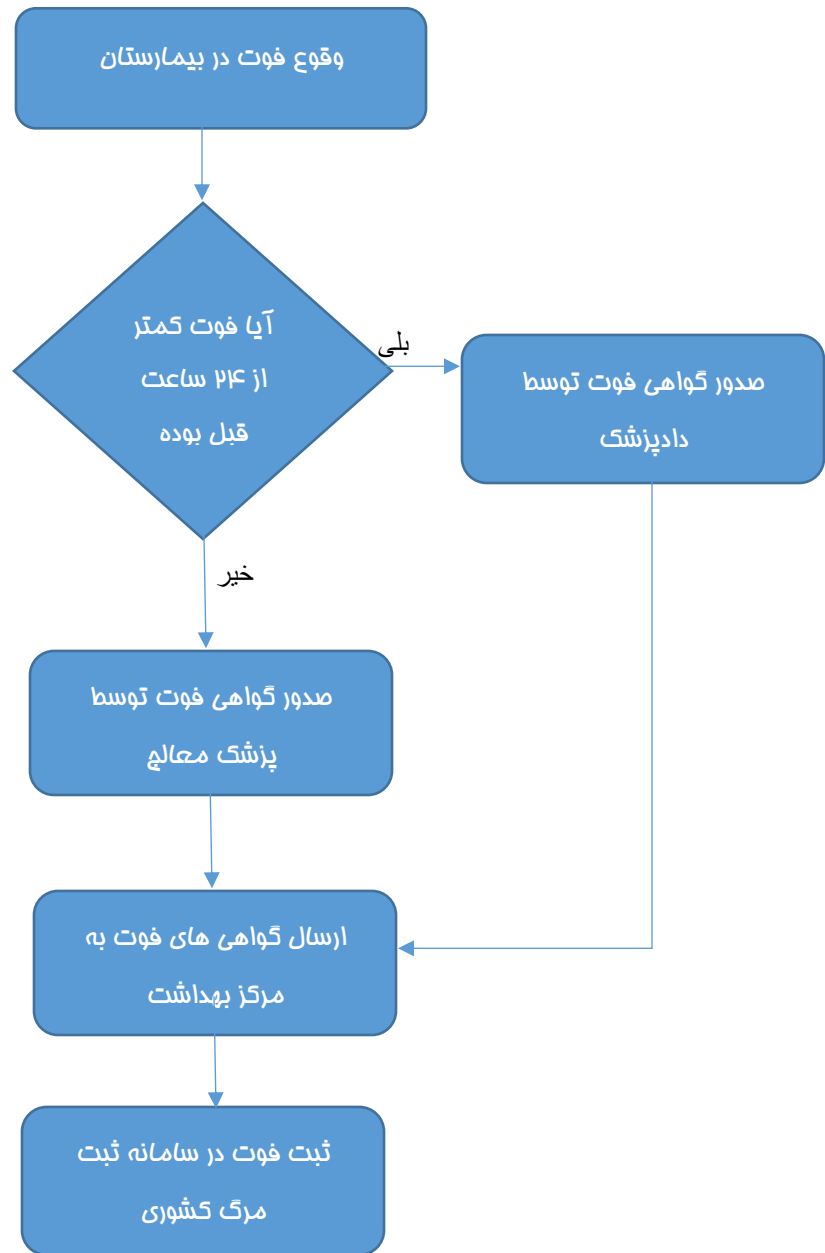 وقوع فوت در بیمارستان
آیا فوت کمتر
از ۲۴ ساعت
قبل بوده
بلی
صدور گواهی فوت توسط
دادپزشک
خیر
صدور گواهی فوت توسط
پزشک معالج
ارسال گواهی های فوت به
مرکز بهداشت
ثبت فوت در سامانه ثبت
مرگ کشوری